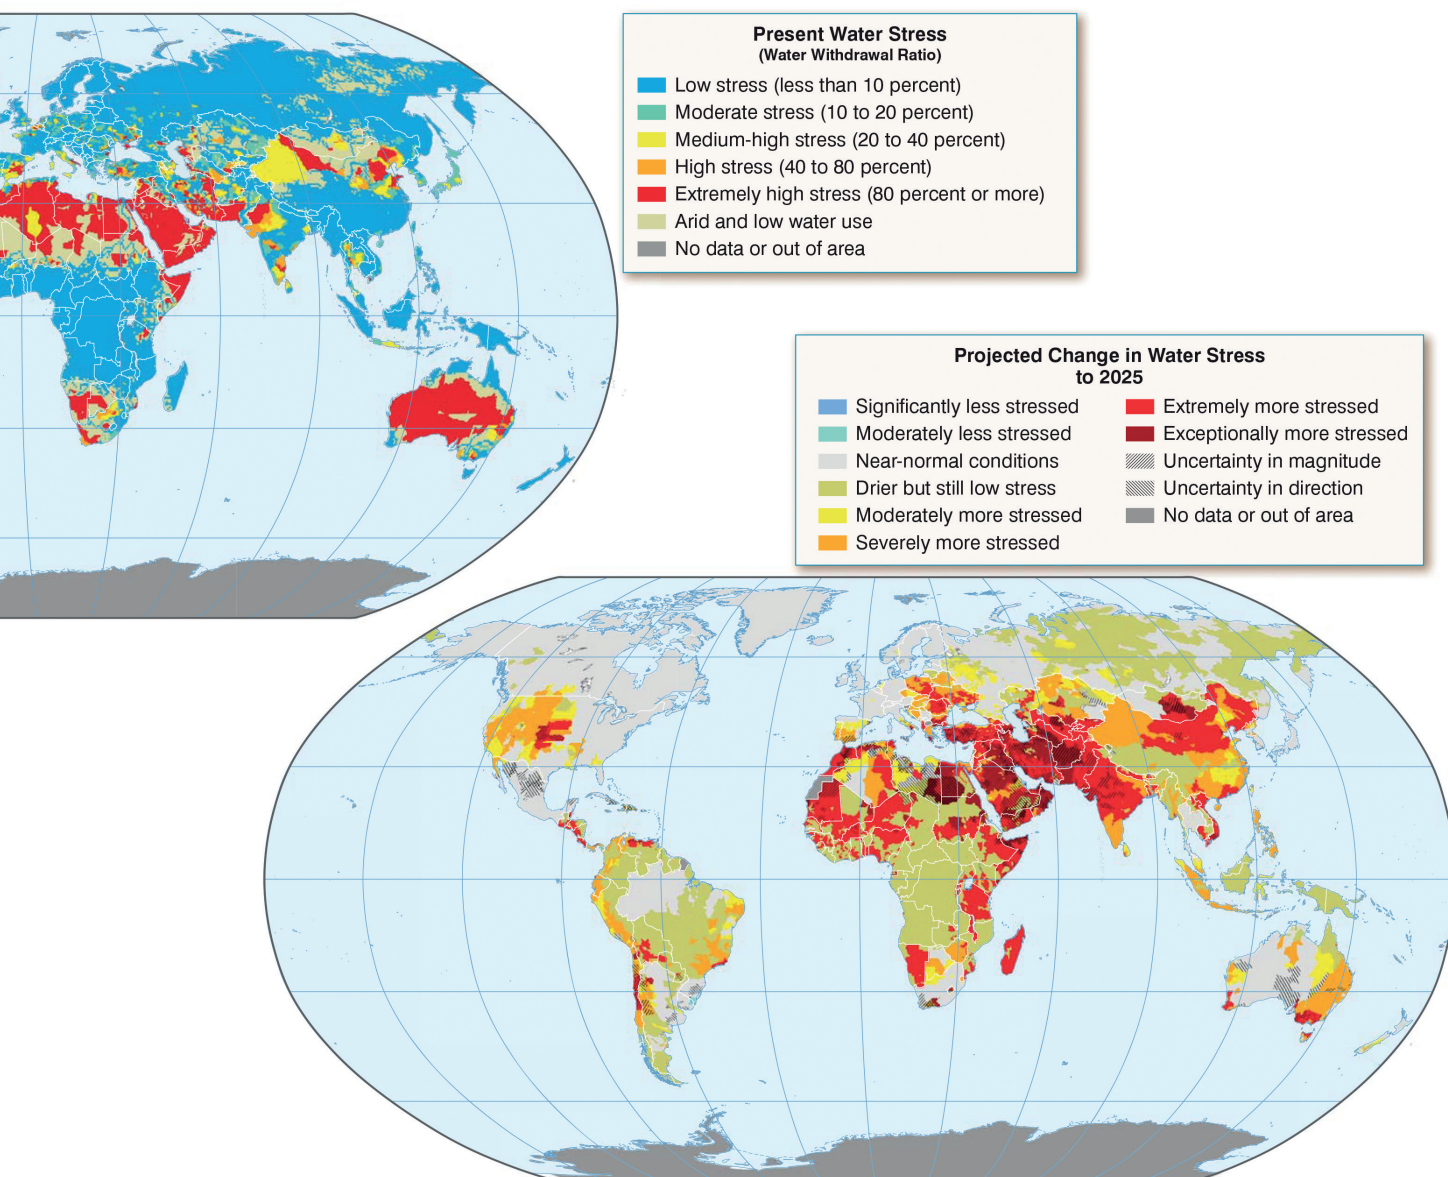 Present Water Stress
(Water Withdrawal Ratio)
Low stress (less than 10 percent)
Moderate stress (10 to 20 percent)
Medium-high stress (20 to 40 percent)
High stress (40 to 80 percent)
Extremely high stress (80 percent or more)
Arid and low water use
No data or out of area
Projected Change in Water Stress
to 2025
Significantly less stressed
Moderately less stressed
Near-normal conditions
Drier but still low stress
Moderately more stressed
Severely more stressed
Extremely more stressed
Exceptionally more stressed
Uncertainty in magnitude
Uncertainty in direction
No data or out of area